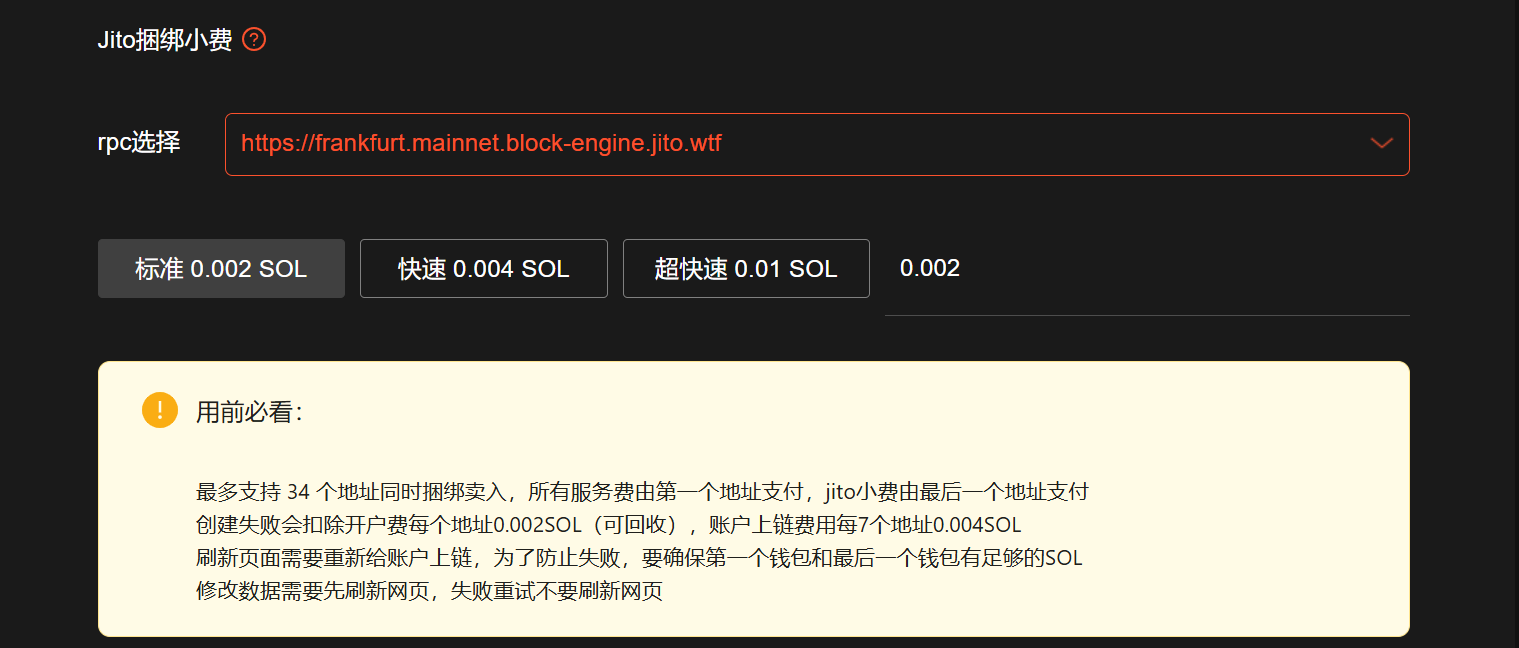 Jito捆绑小费 ?
rpc选择
https://frankfurt.mainnet.block-engine.jito.wtf
标准 0.002 SOL
快速 0.004 SOL
超快速 0.01 SOL
0.002
用前必看：
最多支持 34 个地址同时捆绑卖入，所有服务费由第一个地址支付，jito小费由最后一个地址支付
创建失败会扣除开户费每个地址0.002SOL（可回收），账户上链费用每7个地址0.004SOL
刷新页面需要重新给账户上链，为了防止失败，要确保第一个钱包和最后一个钱包有足够的SOL
修改数据需要先刷新网页，失败重试不要刷新网页